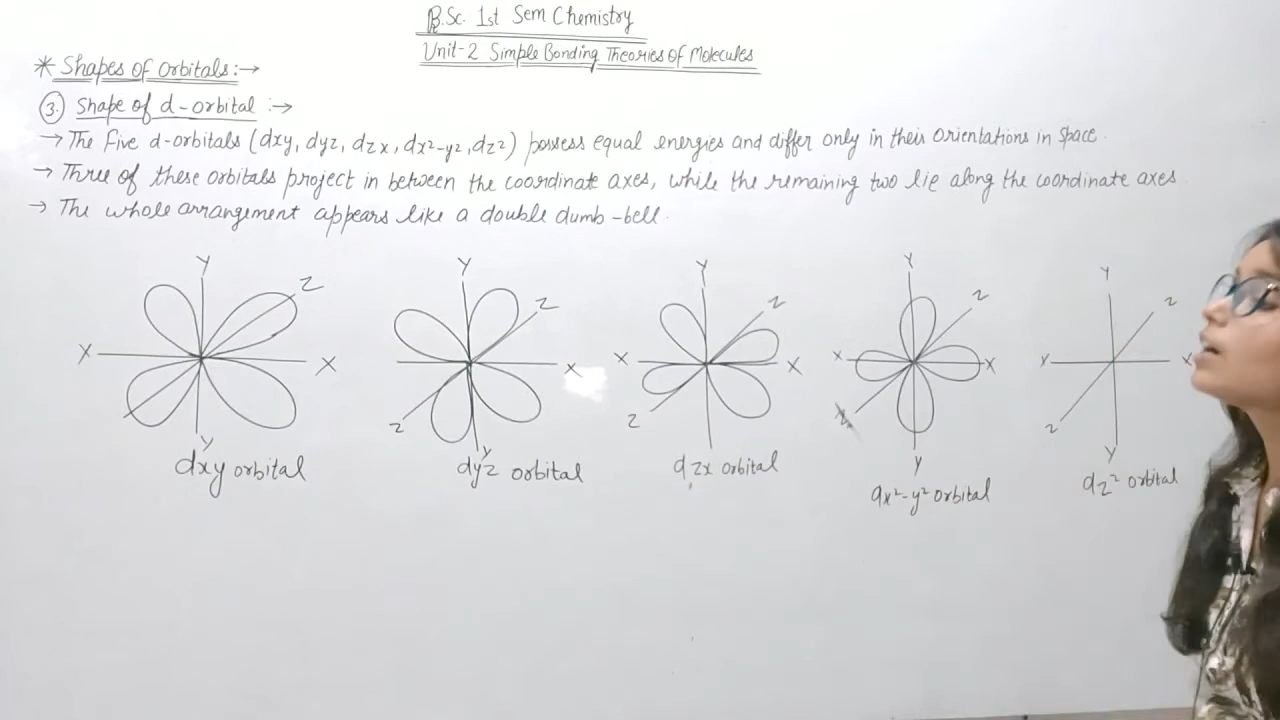 B.Sc. 1st Sem Chemistry
Unit-2 Simple Bonding Theories of Molecules
* Shapes of Orbitals:→
③. Shape of d-orbital :→
→ The five d-orbitals (dxy, dyz, dzx, dx²-y², dz²) possess equal energies and differ only in their orientations in space.
→ Three of these orbitals project in between the coordinate axes, while the remaining two lie along the coordinate axes.
→ The whole arrangement appears like a double dumb-bell.
Y Z X X Y
Y Z X Z Y
Y Z X X Z
Y Z X X Y
Y Z X X Z Y
dxy orbital
dyz orbital
dzx orbital
dx²-y² orbital
dz² orbital